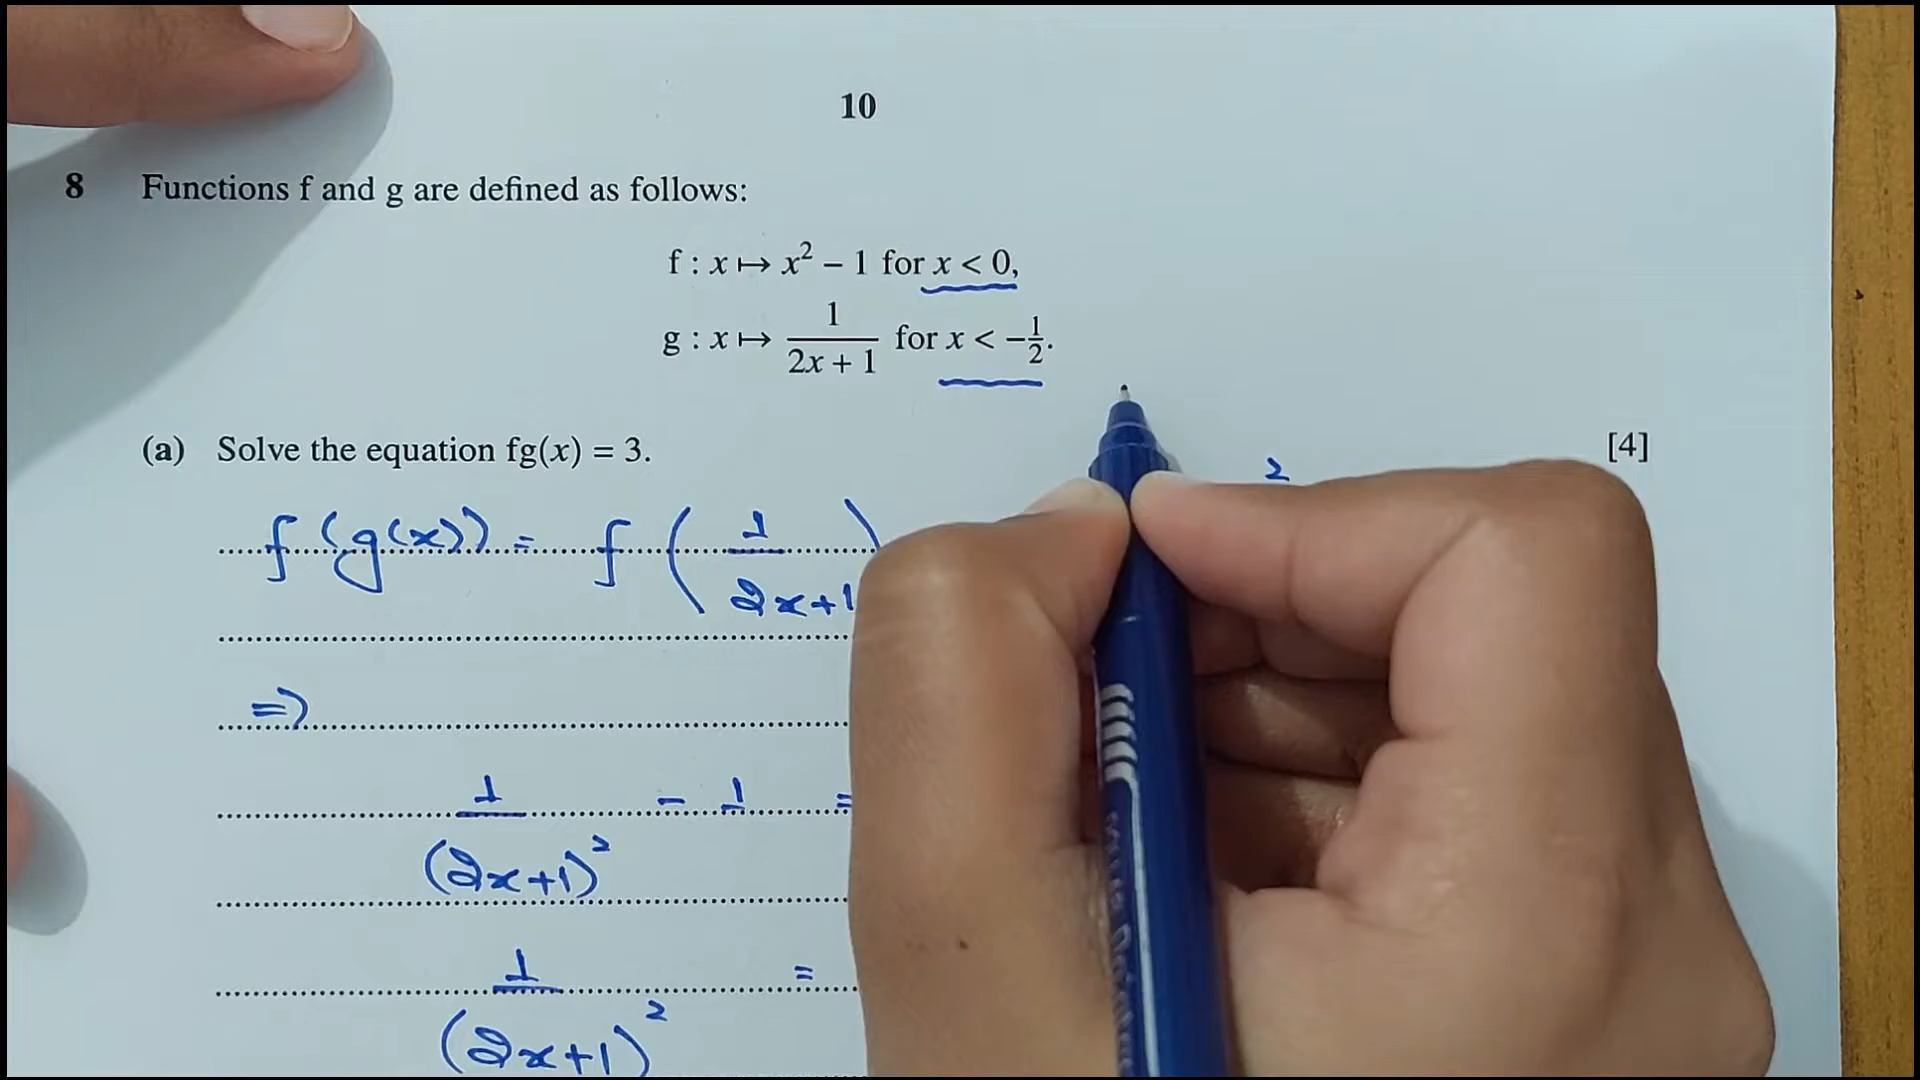 10
8 Functions f and g are defined as follows:
f : x ↦ x² − 1 for x < 0,
g : x ↦ 1/(2x + 1) for x < −1/2.
(a) Solve the equation fg(x) = 3. [4]
f(g(x)) = f(1/(2x+1)) 2
=>
1/(2x+1)² − 1 =
1/(2x+1)² =